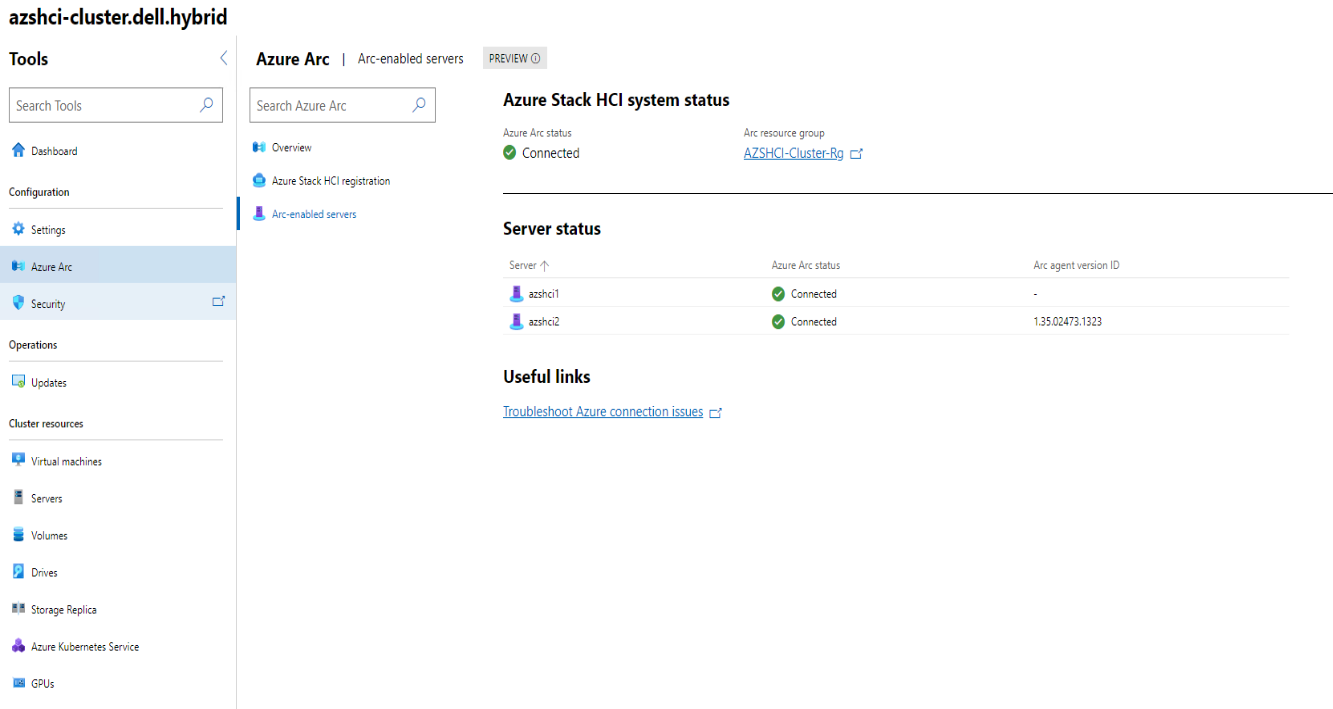 azshci-cluster.dell.hybrid
Tools
Search Tools
Dashboard
Configuration
Settings
Azure Arc
Security
Operations
Updates
Cluster resources
Virtual machines
Servers
Volumes
Drives
Storage Replica
Azure Kubernetes Service
GPUs
Azure Arc | Arc-enabled servers PREVIEW
Search Azure Arc
Overview
Azure Stack HCI registration
Arc-enabled servers
Azure Stack HCI system status
Azure Arc status Arc resource group
Connected AZSHCI-Cluster-Rg
Server status
Server Azure Arc status Arc agent version ID
azshci1 Connected -
azshci2 Connected 1.35.02473.1323
Useful links
Troubleshoot Azure connection issues